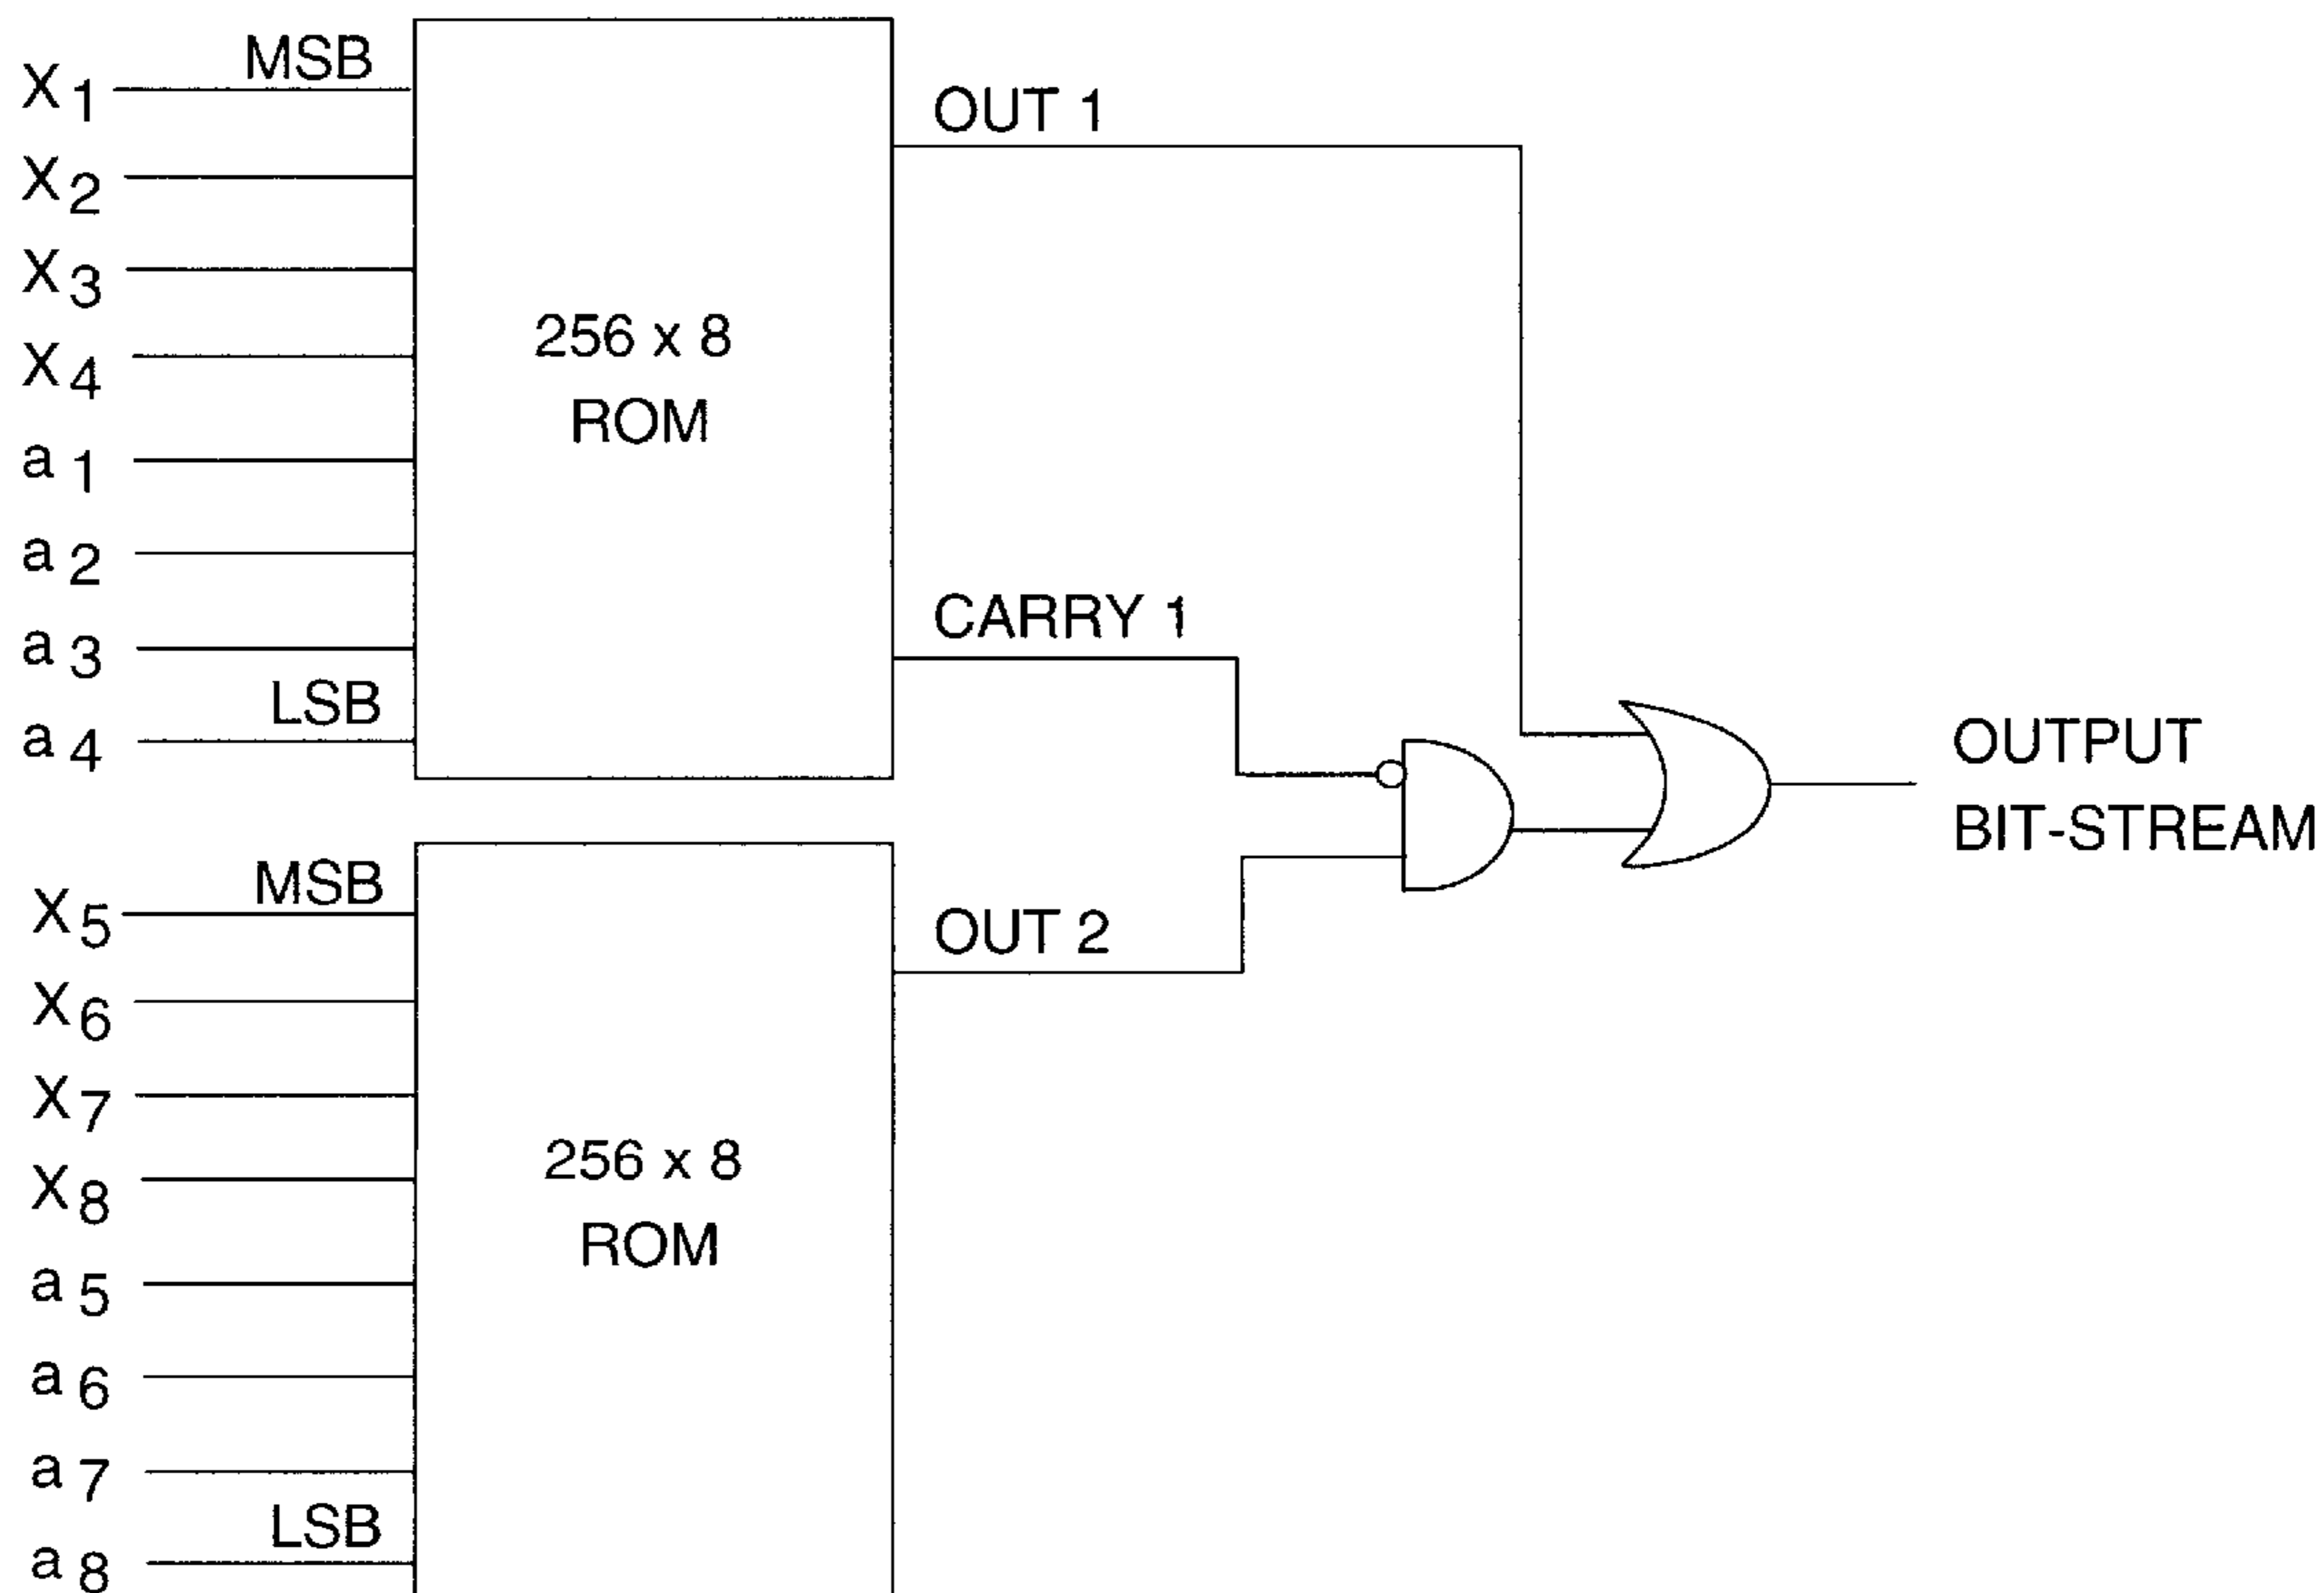 X1 MSB
X2
X3
X4
a1
a2
a3
a4 LSB
256 x 8
ROM
OUT 1
CARRY 1
X5 MSB
X6
X7
X8
a5
a6
a7
a8 LSB
256 x 8
ROM
OUT 2
OUTPUT
BIT-STREAM